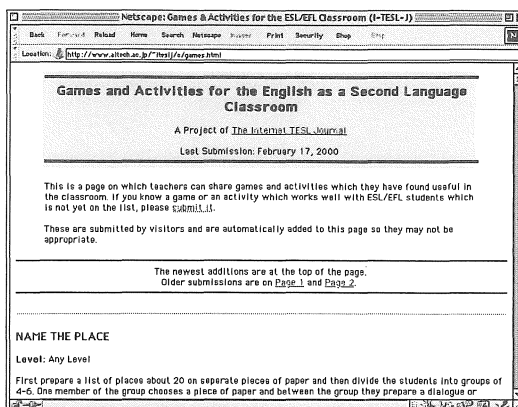 Netscape: Games & Activities for the ESL/EFL Classroom (I-TESL-J)
Back Forward Reload Home Search Netscape Images Print Security Shop Stop
Location: http://www.aitech.ac.jp/~itesls/j/s/games.html
Games and Activities for the English as a Second Language
Classroom
A Project of The Internet TESL Journal
Last Submission: February 17, 2000
This is a page on which teachers can share games and activities which they have found useful in
the classroom. If you know a game or an activity which works well with ESL/EFL students which
is not yet on the list, please submit it.
These are submitted by visitors and are automatically added to this page so they may not be
appropriate.
The newest additions are at the top of the page.
Older submissions are on Page 1 and Page 2.
NAME THE PLACE
Level: Any Level
First prepare a list of places about 20 on separate pieces of paper and then divide the students into groups of
4-6. One member of the group chooses a piece of paper and between the group they prepare a dialogue or